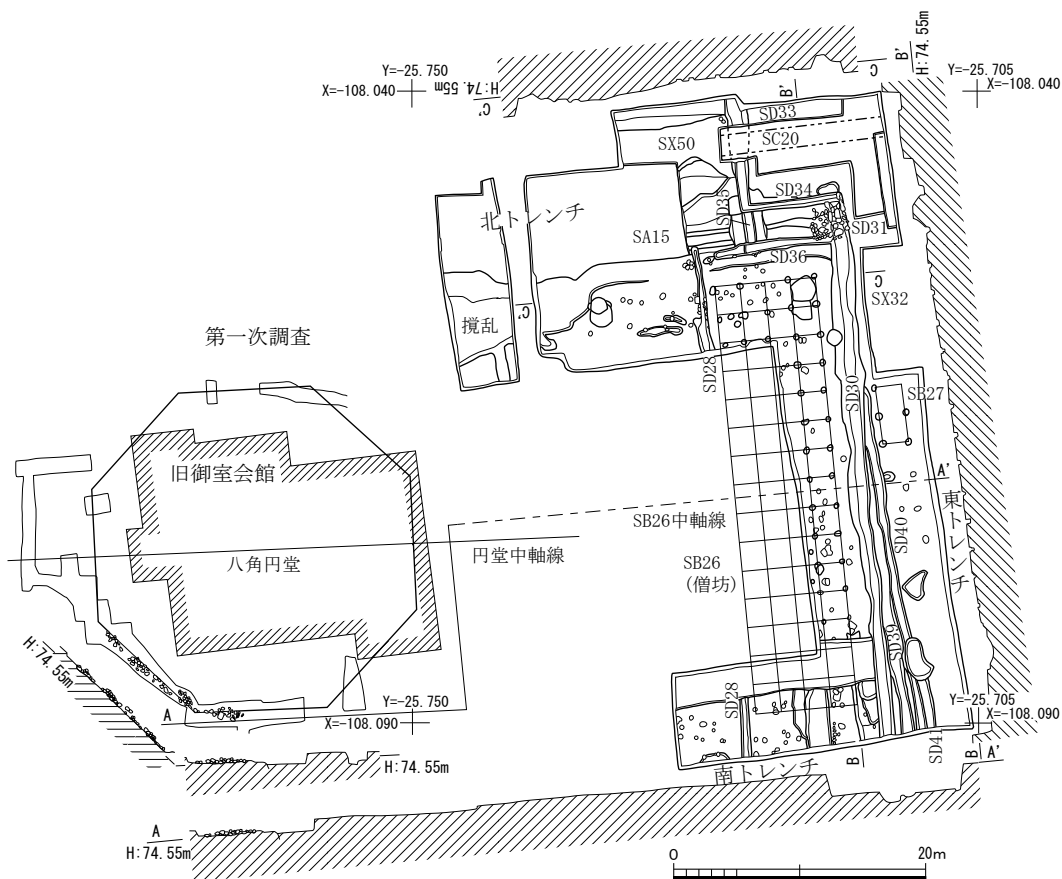 Y=-25.750
X=-108.040
H:74.55m
C'
B'
C
B'
H:74.55m
Y=-25.705
X=-108.040
SD33
SC20
SX50
SD34
SD35
SD31
北トレンチ
SA15
SD36
C
SX32
C'
撹乱
第一次調査
SD28
SD30
SB27
旧御室会館
A'
SB26中軸線
東トレンチ
SD40
八角円堂
円堂中軸線
SB26
(僧坊)
H:74.55m
SD39
SD28
Y=-25.750
X=-108.090
A
Y=-25.705
X=-108.090
SD41
南トレンチ
B
B
A'
H:74.55m
A
H:74.55m
0
20m